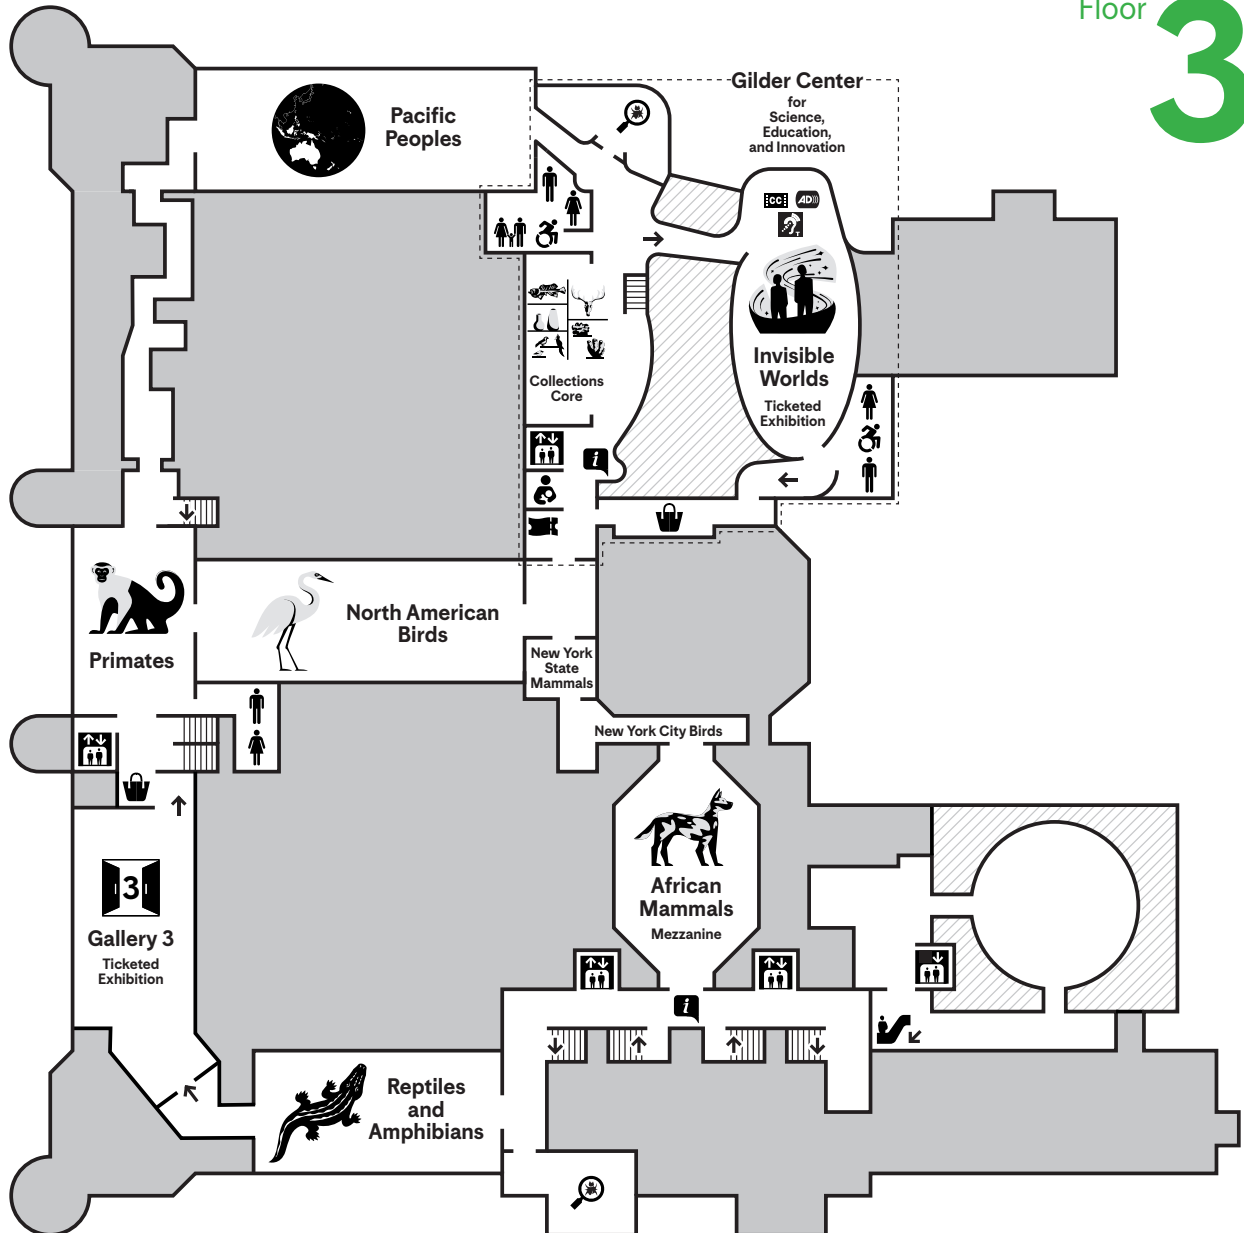 Floor
3
Gilder Center
for
Science,
Education,
and Innovation
Pacific
Peoples
CC
AD
Invisible
Worlds
Ticketed
Exhibition
Collections
Core
i
North American
Birds
Primates
New York
State
Mammals
New York City Birds
African
Mammals
Mezzanine
3
Gallery 3
Ticketed
Exhibition
i
Reptiles
and
Amphibians